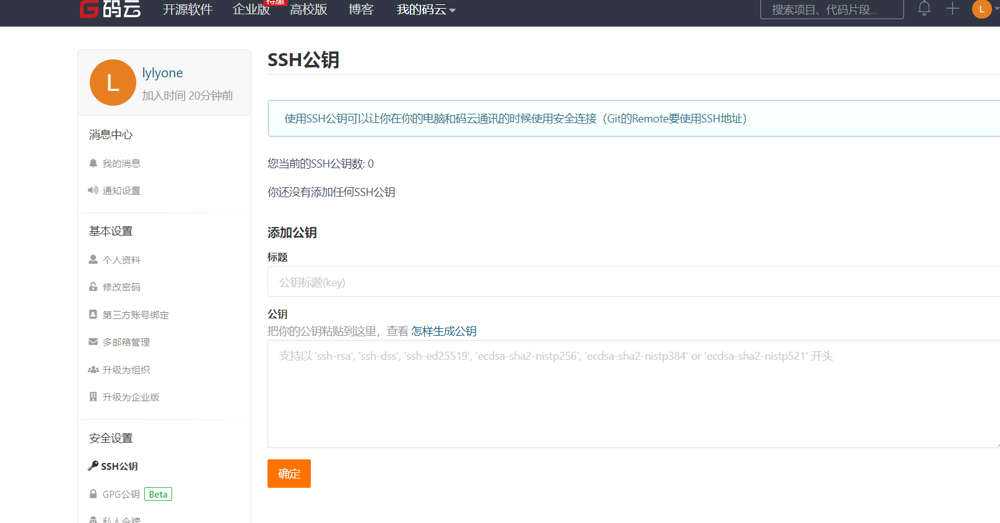 码云 开源软件 企业版 特惠 高校版 博客 我的码云 搜索项目、代码片段... L
L
lylyone
加入时间 20分钟前
消息中心
我的消息
通知设置
基本设置
个人资料
修改密码
第三方账号绑定
多邮箱管理
升级为组织
升级为企业版
安全设置
SSH公钥
GPG公钥 Beta
私人令牌
SSH公钥
使用SSH公钥可以让你在你的电脑和码云通讯的时候使用安全连接（Git的Remote要使用SSH地址）
您当前的SSH公钥数: 0
你还没有添加任何SSH公钥
添加公钥
标题
公钥标题(key)
公钥
把你的公钥粘贴到这里，查看 怎样生成公钥
支持以 'ssh-rsa', 'ssh-dss', 'ssh-ed25519', 'ecdsa-sha2-nistp256', 'ecdsa-sha2-nistp384' or 'ecdsa-sha2-nistp521' 开头
确定